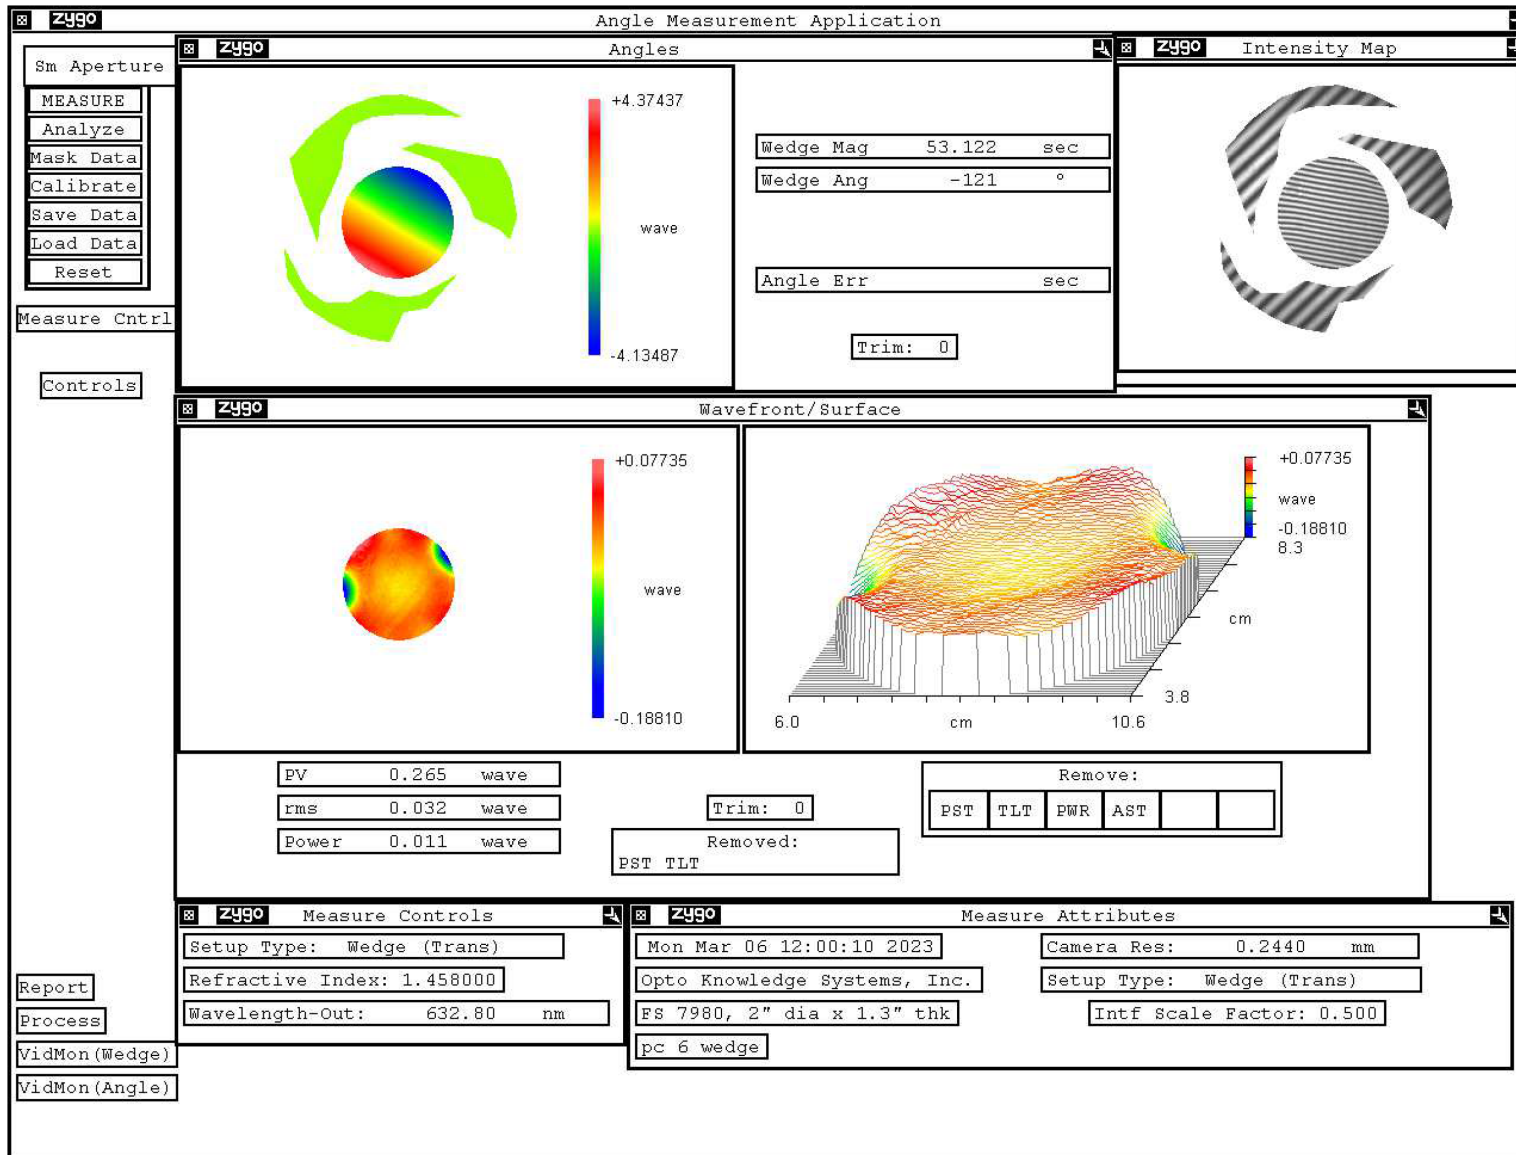 zygo Angle Measurement Application
Sm Aperture
MEASURE
Analyze
Mask Data
Calibrate
Save Data
Load Data
Reset
Measure Cntrl
Controls
zygo Angles
+4.37437
wave
-4.13487
Wedge Mag 53.122 sec
Wedge Ang -121 °
Angle Err sec
Trim: 0
zygo Intensity Map
zygo Wavefront/Surface
+0.07735
wave
-0.18810
+0.07735
wave
-0.18810
8.3
cm
3.8
6.0 cm 10.6
PV 0.265 wave
rms 0.032 wave
Power 0.011 wave
Trim: 0
Removed:
PST TLT
Remove:
PST TLT PWR AST
zygo Measure Controls
Setup Type: Wedge (Trans)
Refractive Index: 1.458000
Wavelength-Out: 632.80 nm
zygo Measure Attributes
Mon Mar 06 12:00:10 2023
Opto Knowledge Systems, Inc.
FS 7980, 2" dia x 1.3" thk
pc 6 wedge
Camera Res: 0.2440 mm
Setup Type: Wedge (Trans)
Intf Scale Factor: 0.500
Report
Process
VidMon(Wedge)
VidMon(Angle)